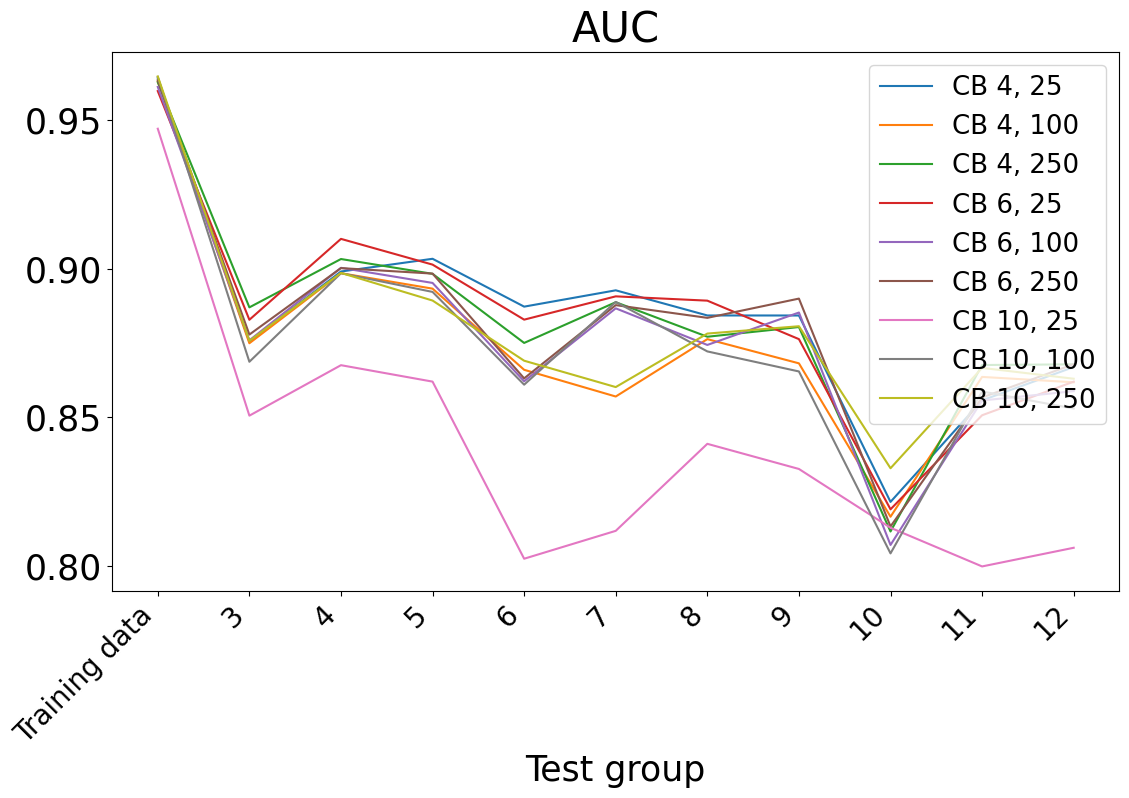 AUC
0.95
0.90
0.85
0.80
CB 4, 25
CB 4, 100
CB 4, 250
CB 6, 25
CB 6, 100
CB 6, 250
CB 10, 25
CB 10, 100
CB 10, 250
Training data
3
4
5
6
7
8
9
10
11
12
Test group